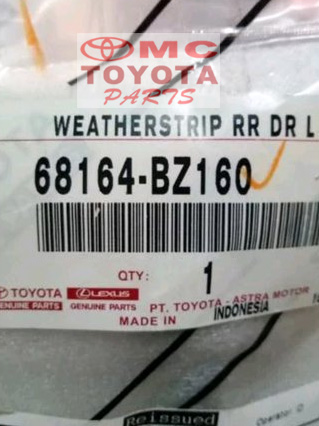 OMC
TOYOTA
PARTS
WEATHERSTRIP RR DR L
68164-BZ160
QTY: 1
TOYOTA LEXUS
GENUINE PARTS GENUINE PARTS
PT. TOYOTA - ASTRA MOTOR
MADE IN INDONESIA
Reissued
Operator